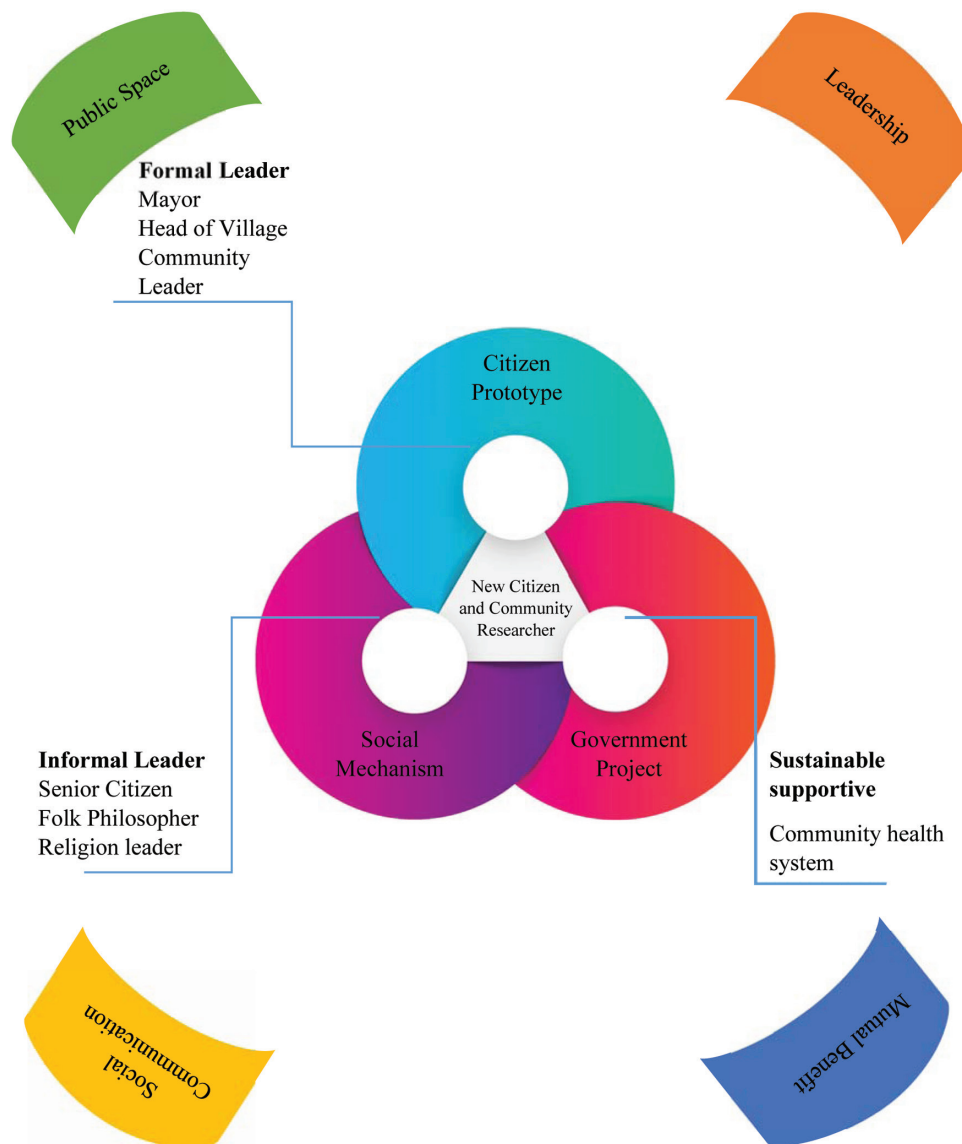 Public Space
Leadership
Formal Leader
Mayor
Head of Village
Community
Leader
Citizen
Prototype
New Citizen
and Community
Researcher
Social
Mechanism
Government
Project
Informal Leader
Senior Citizen
Folk Philosopher
Religion leader
Sustainable
supportive
Community health
system
Social
Communication
Mutual Benefit